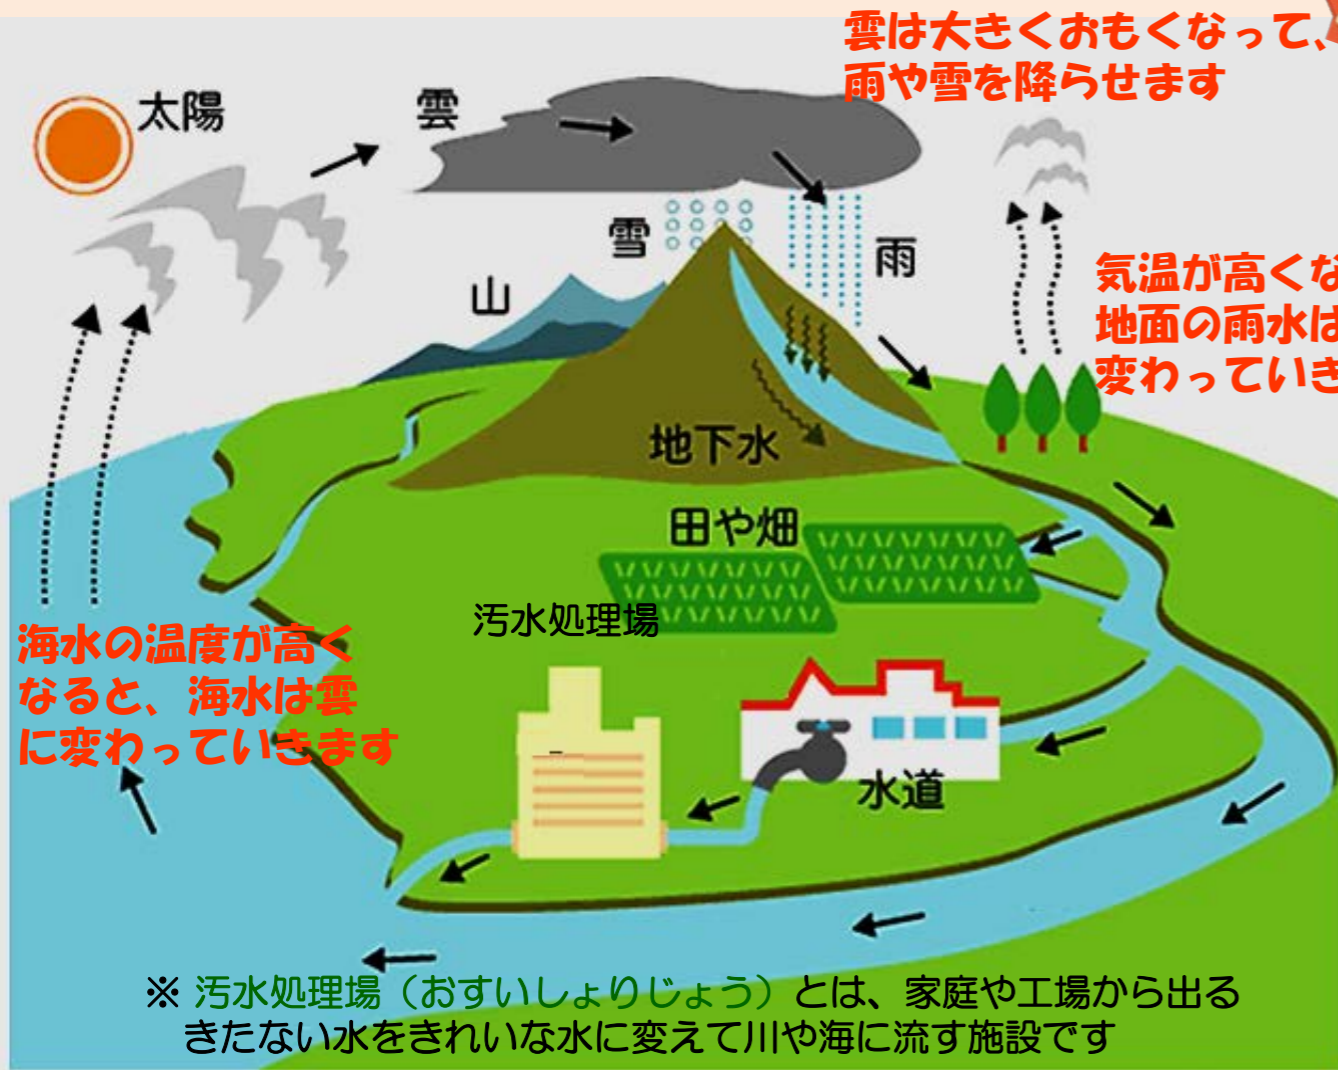 雲は大きくおもくなって、
雨や雪を降らせます
太陽
雲
雪
雨
山
気温が高くな
地面の雨水は
変わっていき
地下水
田や畑
汚水処理場
海水の温度が高く
なると、海水は雲
に変わっていきます
水道
※ 汚水処理場（おすいしょりじょう）とは、家庭や工場から出る
きたない水をきれいな水に変えて川や海に流す施設です